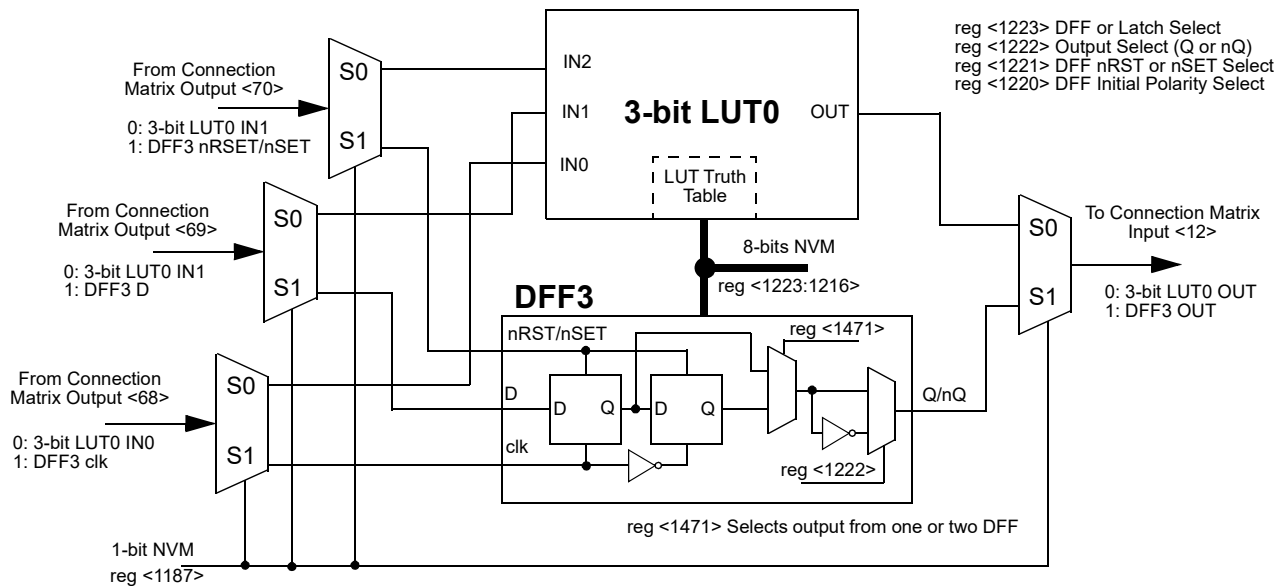 reg <1223> DFF or Latch Select
reg <1222> Output Select (Q or nQ)
reg <1221> DFF nRST or nSET Select
reg <1220> DFF Initial Polarity Select
From Connection
Matrix Output <70>
0: 3-bit LUT0 IN1
1: DFF3 nRSET/nSET
S0
S1
IN2
IN1
IN0
3-bit LUT0
OUT
LUT Truth
Table
From Connection
Matrix Output <69>
0: 3-bit LUT0 IN1
1: DFF3 D
S0
S1
To Connection Matrix
Input <12>
0: 3-bit LUT0 OUT
1: DFF3 OUT
S0
S1
8-bits NVM
reg <1223:1216>
DFF3
nRST/nSET
reg <1471>
From Connection
Matrix Output <68>
0: 3-bit LUT0 IN0
1: DFF3 clk
S0
S1
D
D
Q
D
Q
Q/nQ
clk
reg <1222>
reg <1471> Selects output from one or two DFF
1-bit NVM
reg <1187>